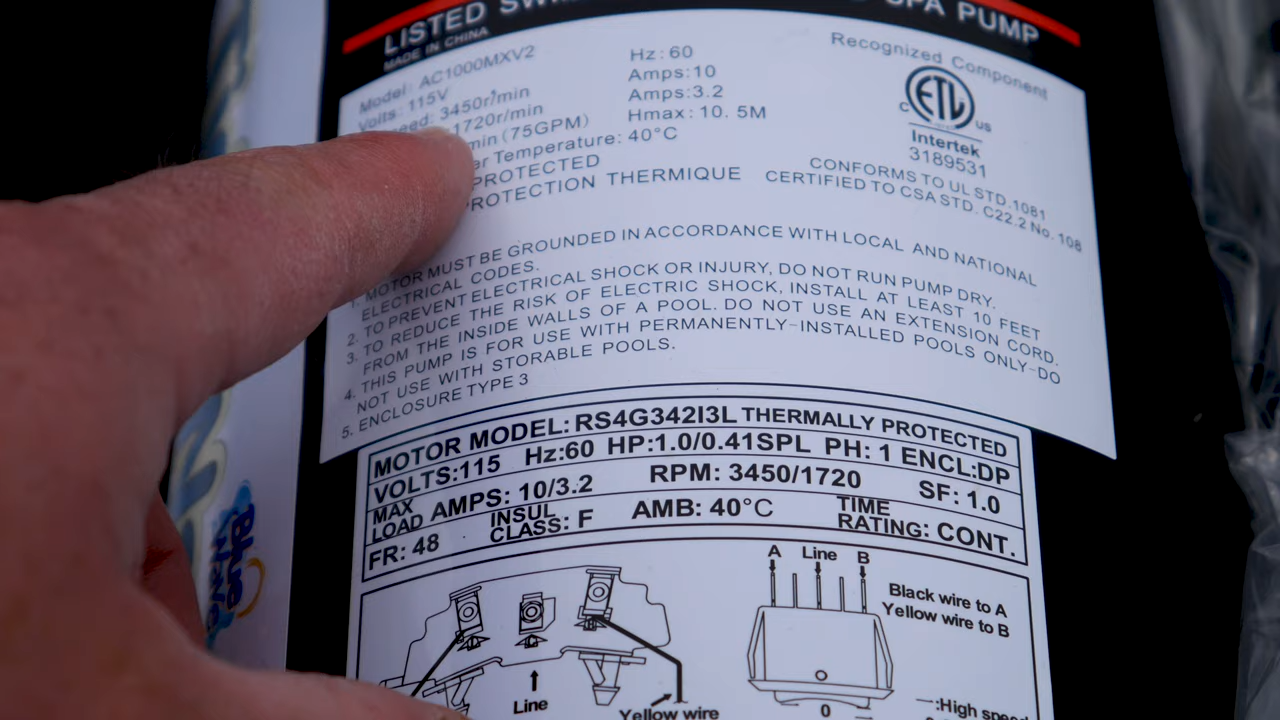 LISTED SWIM SPA PUMP
MADE IN CHINA
Model: AC1000MXV2
Volts: 115V
3450r/min
1720r/min
min (75GPM)
Temperature: 40°C
PROTECTED
PROTECTION THERMIQUE
Hz: 60
Amps: 10
Amps: 3.2
Hmax: 10. 5M
Recognized Component
C ETL US
Intertek
3189531
CONFORMS TO UL STD.1081
CERTIFIED TO CSA STD. C22.2 No. 108
1. MOTOR MUST BE GROUNDED IN ACCORDANCE WITH LOCAL AND NATIONAL
ELECTRICAL CODES.
2. TO PREVENT ELECTRICAL SHOCK OR INJURY, DO NOT RUN PUMP DRY.
3. TO REDUCE THE RISK OF ELECTRIC SHOCK, INSTALL AT LEAST 10 FEET
FROM THE INSIDE WALLS OF A POOL. DO NOT USE AN EXTENSION CORD.
4. THIS PUMP IS FOR USE WITH PERMANENTLY-INSTALLED POOLS ONLY-DO
NOT USE WITH STORABLE POOLS.
5. ENCLOSURE TYPE 3
MOTOR MODEL: RS4G342I3L THERMALLY PROTECTED
VOLTS:115 Hz:60 HP:1.0/0.41SPL PH: 1 ENCL:DP
MAX LOAD AMPS: 10/3.2 RPM: 3450/1720 SF: 1.0
FR: 48 INSUL CLASS: F AMB: 40°C TIME RATING: CONT.
A Line B
Black wire to A
Yellow wire to B
C
Line
Yellow wire
0
—:High speed
Blue
Wave